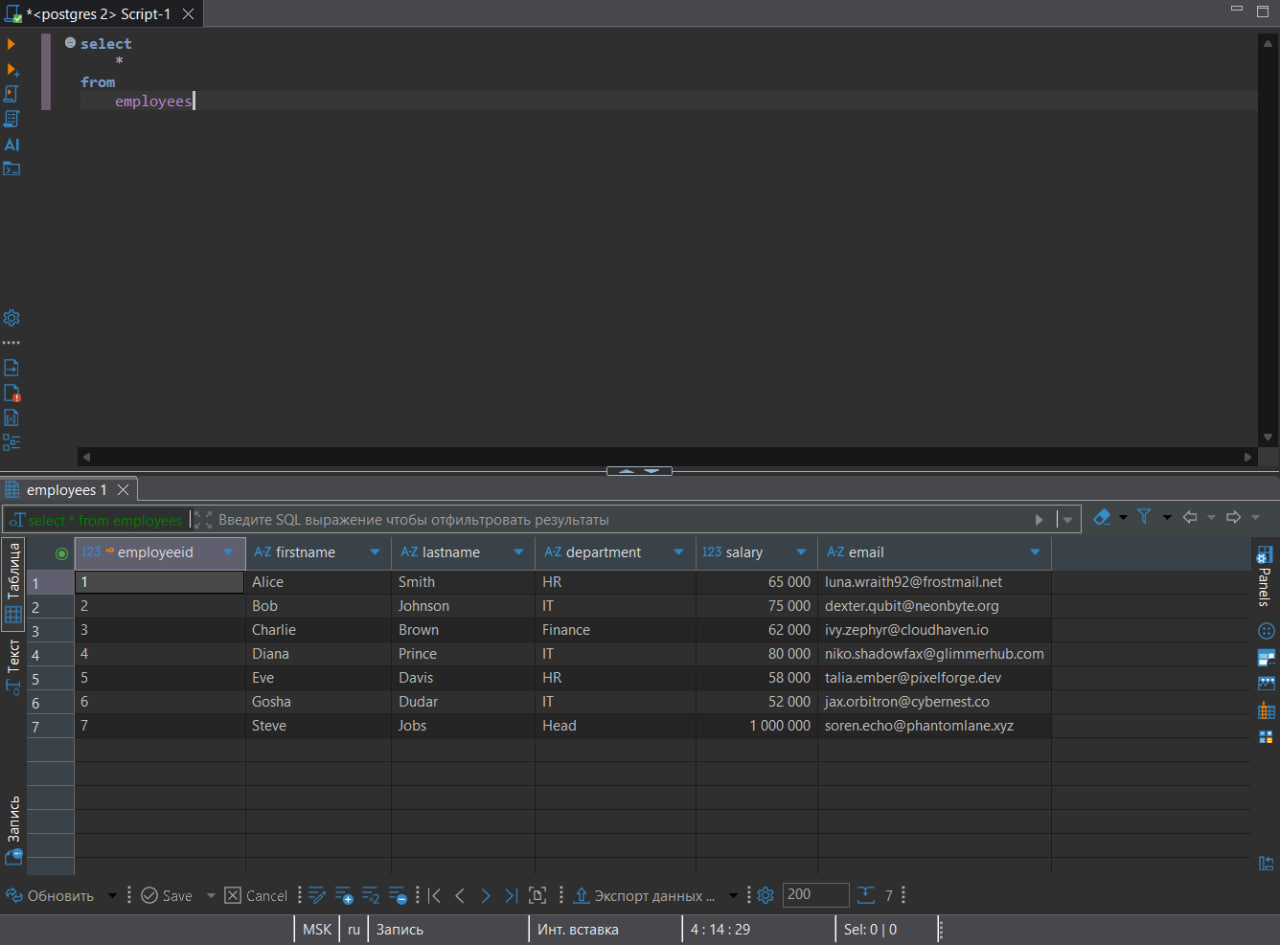 *<postgres 2> Script-1
select
*
from
employees
AI
employees 1
select * from employees Введите SQL выражение чтобы отфильтровать результаты
123 employeeid A-Z firstname A-Z lastname A-Z department 123 salary A-Z email
1 1 Alice Smith HR 65 000 luna.wraith92@frostmail.net
2 2 Bob Johnson IT 75 000 dexter.qubit@neonbyte.org
3 3 Charlie Brown Finance 62 000 ivy.zephyr@cloudhaven.io
4 4 Diana Prince IT 80 000 niko.shadowfax@glimmerhub.com
5 5 Eve Davis HR 58 000 talia.ember@pixelforge.dev
6 6 Gosha Dudar IT 52 000 jax.orbitron@cybernest.co
7 7 Steve Jobs Head 1 000 000 soren.echo@phantomlane.xyz
Таблица
Текст
Запись
Panels
Обновить Save Cancel Экспорт данных ... 200 7
MSK ru Запись Инт. вставка 4 : 14 : 29 Sel: 0 | 0